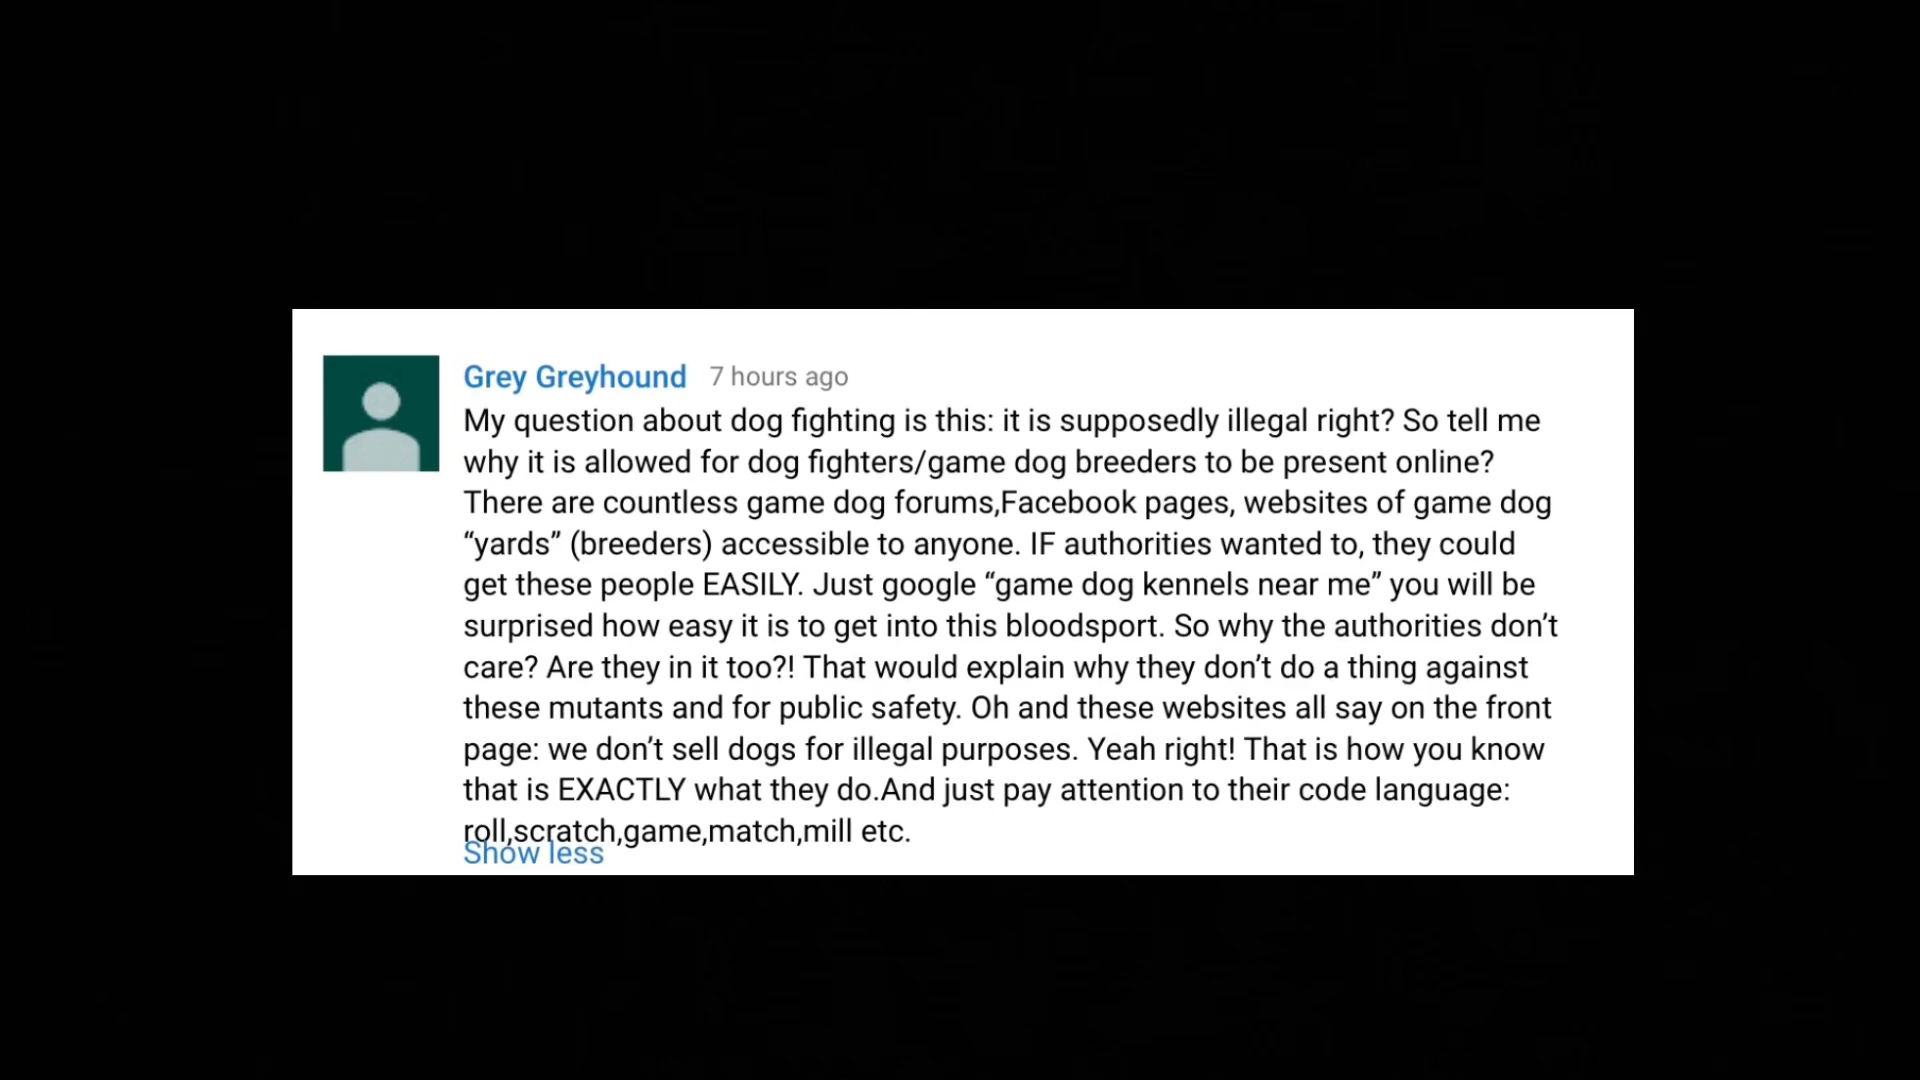 Grey Greyhound 7 hours ago
My question about dog fighting is this: it is supposedly illegal right? So tell me
why it is allowed for dog fighters/game dog breeders to be present online?
There are countless game dog forums,Facebook pages, websites of game dog
“yards” (breeders) accessible to anyone. IF authorities wanted to, they could
get these people EASILY. Just google “game dog kennels near me” you will be
surprised how easy it is to get into this bloodsport. So why the authorities don’t
care? Are they in it too?! That would explain why they don’t do a thing against
these mutants and for public safety. Oh and these websites all say on the front
page: we don’t sell dogs for illegal purposes. Yeah right! That is how you know
that is EXACTLY what they do.And just pay attention to their code language:
roll,scratch,game,match,mill etc.
Show less